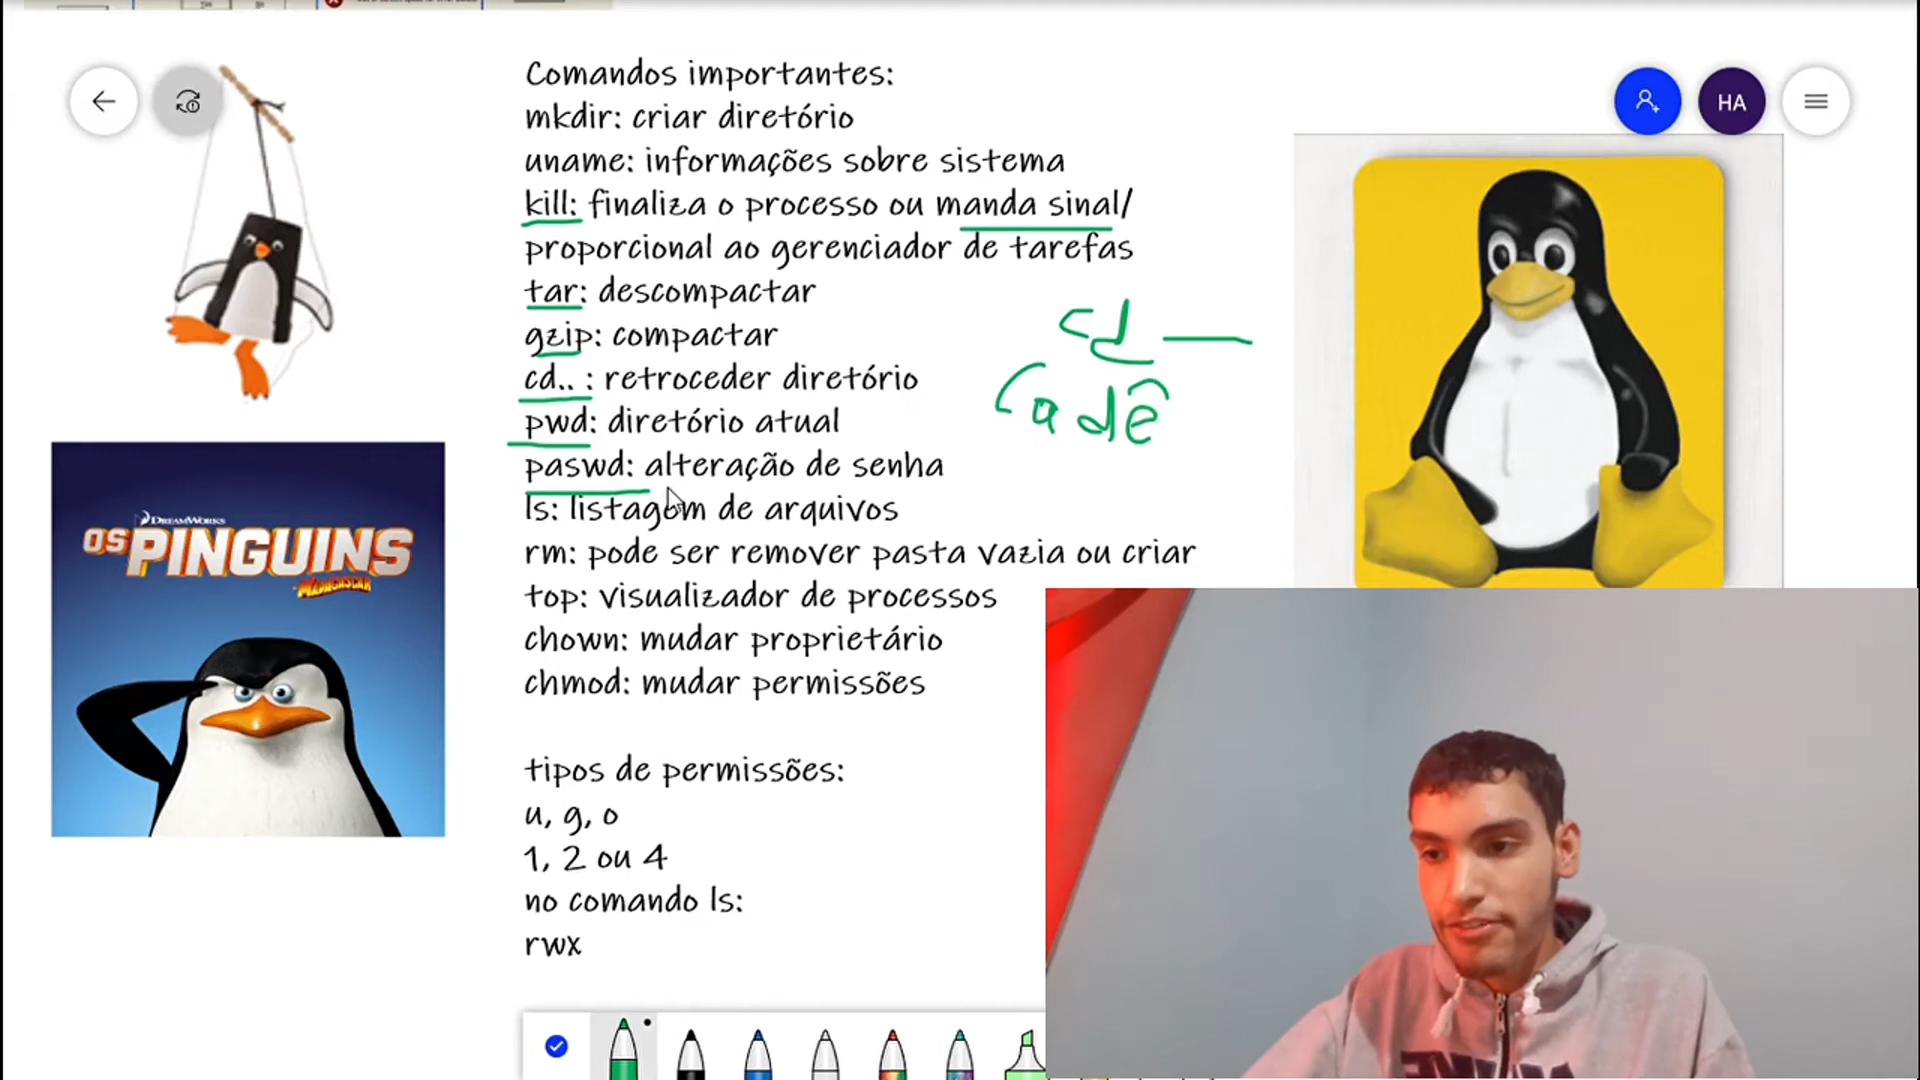 Comandos importantes:
mkdir: criar diretório
uname: informações sobre sistema
kill: finaliza o processo ou manda sinal/
proporcional ao gerenciador de tarefas
tar: descompactar
gzip: compactar
cd.. : retroceder diretório
pwd: diretório atual
paswd: alteração de senha
ls: listagem de arquivos
rm: pode ser remover pasta vazia ou criar
top: visualizador de processos
chown: mudar proprietário
chmod: mudar permissões
tipos de permissões:
u, g, o
1, 2 ou 4
no comando ls:
rwx
cd —
Cadê
HA
DREAMWORKS
OS PINGUINS
MADAGASCAR